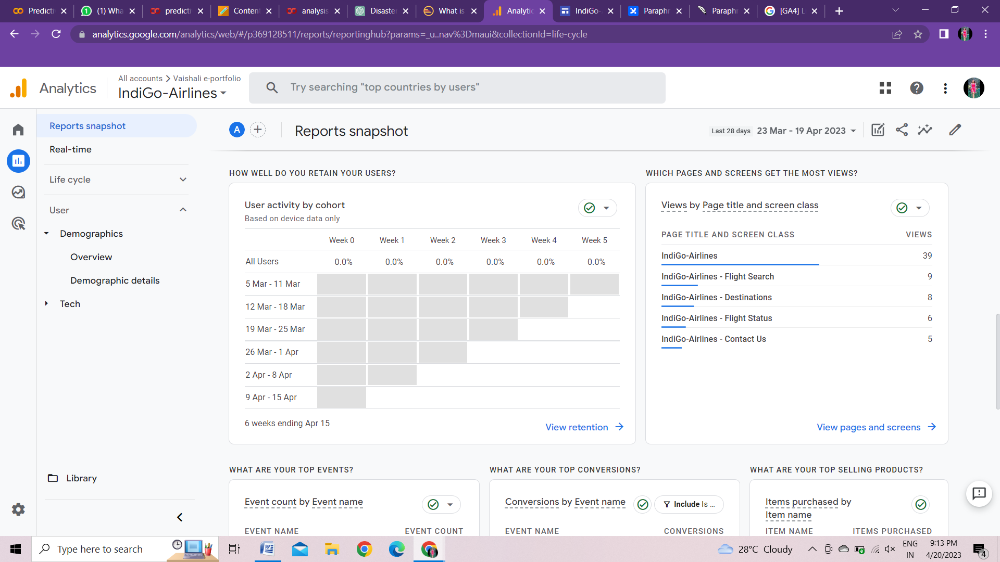 Predicti
(1) Wha
predicti
Content
analysis
Disaster
What is
Analytic
IndiGo-
Paraphr
Paraphr
[GA4] Li
analytics.google.com/analytics/web/#/p369128511/reports/reportinghub?params=_u..nav%3Dmaui&collectionId=life-cycle
Analytics
All accounts > Vaishali e-portfolio
IndiGo-Airlines
Try searching "top countries by users"
Reports snapshot
Real-time
Life cycle
User
Demographics
Overview
Demographic details
Tech
Library
A
Reports snapshot
Last 28 days 23 Mar - 19 Apr 2023
HOW WELL DO YOU RETAIN YOUR USERS?
User activity by cohort
Based on device data only
Week 0 Week 1 Week 2 Week 3 Week 4 Week 5
All Users 0.0% 0.0% 0.0% 0.0% 0.0% 0.0%
5 Mar - 11 Mar
12 Mar - 18 Mar
19 Mar - 25 Mar
26 Mar - 1 Apr
2 Apr - 8 Apr
9 Apr - 15 Apr
6 weeks ending Apr 15
View retention
WHICH PAGES AND SCREENS GET THE MOST VIEWS?
Views by Page title and screen class
PAGE TITLE AND SCREEN CLASS VIEWS
IndiGo-Airlines 39
IndiGo-Airlines - Flight Search 9
IndiGo-Airlines - Destinations 8
IndiGo-Airlines - Flight Status 6
IndiGo-Airlines - Contact Us 5
View pages and screens
WHAT ARE YOUR TOP EVENTS?
Event count by Event name
EVENT NAME EVENT COUNT
WHAT ARE YOUR TOP CONVERSIONS?
Conversions by Event name
Include Is ...
EVENT NAME CONVERSIONS
WHAT ARE YOUR TOP SELLING PRODUCTS?
Items purchased by
Item name
ITEM NAME ITEMS PURCHASED
Type here to search
28°C Cloudy
ENG
IN
9:13 PM
4/20/2023
4